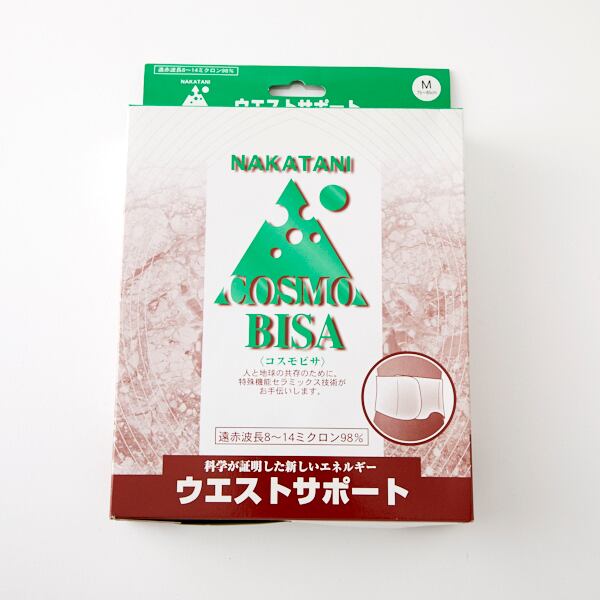 遠赤波長8〜14ミクロン98%
NAKATANI
ウエストサポート
M
NAKATANI
COSMO
BISA
〈コスモビサ〉
人と地球の共存のために、
特殊機能セラミックス技術が
お手伝いします。
遠赤波長8〜14ミクロン98%
科学が証明した新しいエネルギー
ウエストサポート